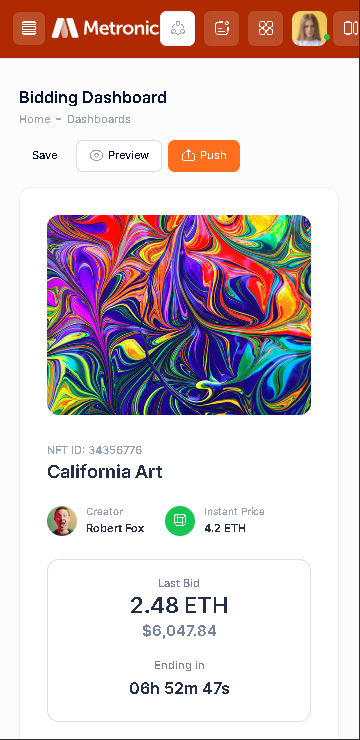 Metronic
Bidding Dashboard
Home - Dashboards
Save
Preview
Push
NFT ID: 34356776
California Art
Creator
Robert Fox
Instant Price
4.2 ETH
Last Bid
2.48 ETH
$6,047.84
Ending in
06h 52m 47s